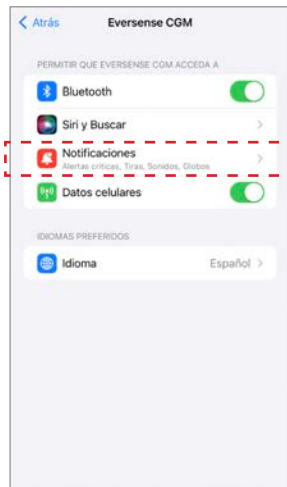 Atrás
Eversense CGM
PERMITIR QUE EVERSENSE CGM ACCEDA A
Bluetooth
Siri y Buscar
Notificaciones
Alertas críticas, Tiras, Sonidos, Globos
Datos celulares
IDIOMAS PREFERIDOS
Idioma
Español